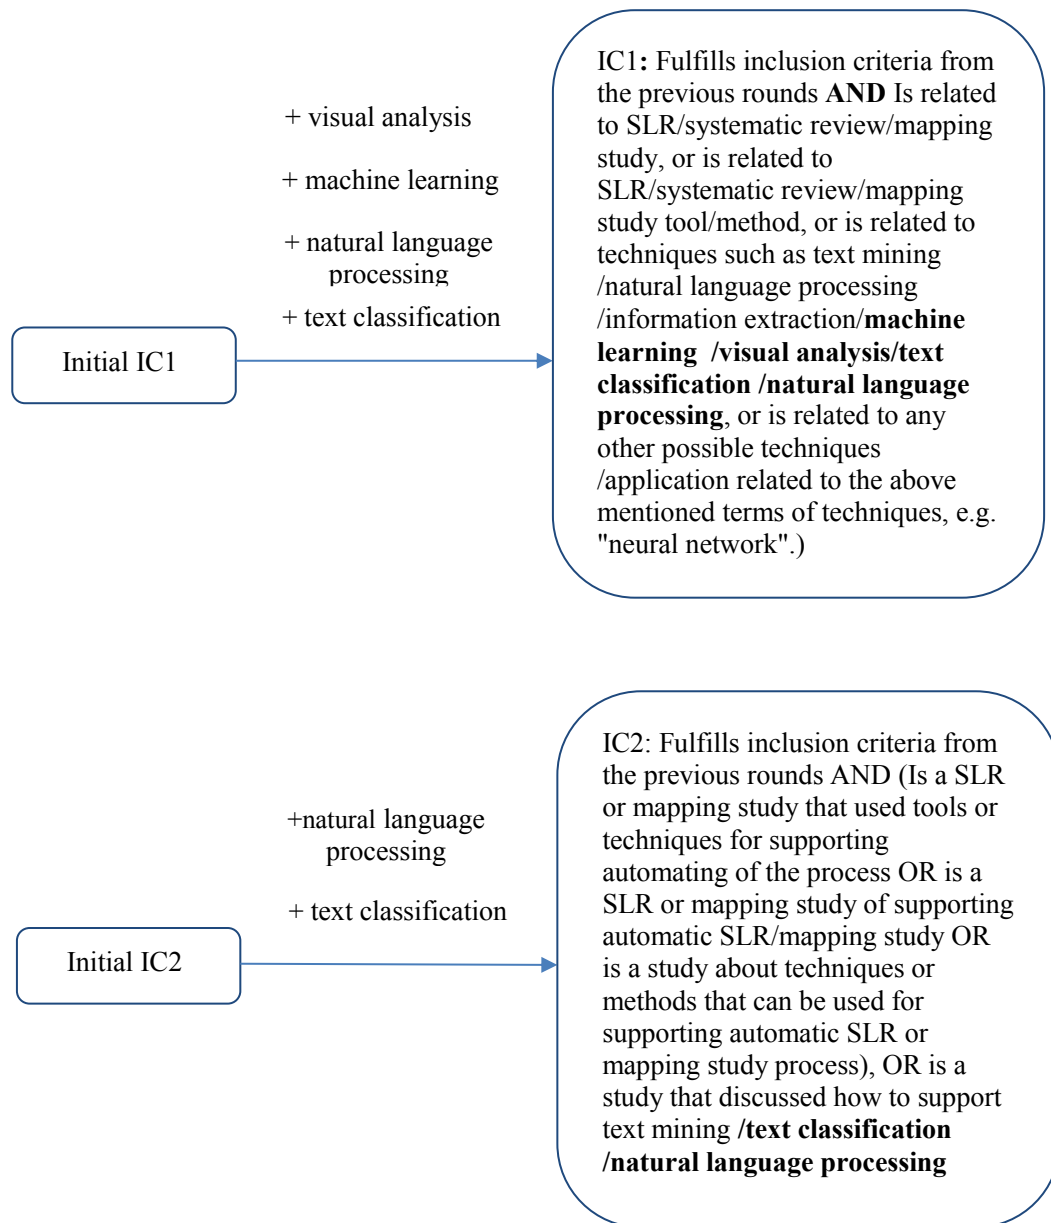 + visual analysis
+ machine learning
+ natural language
processing
+ text classification
Initial IC1
IC1: Fulfills inclusion criteria from
the previous rounds AND Is related
to SLR/systematic review/mapping
study, or is related to
SLR/systematic review/mapping
study tool/method, or is related to
techniques such as text mining
/natural language processing
/information extraction/machine
learning /visual analysis/text
classification /natural language
processing, or is related to any
other possible techniques
/application related to the above
mentioned terms of techniques, e.g.
"neural network".)
+natural language
processing
+ text classification
Initial IC2
IC2: Fulfills inclusion criteria from
the previous rounds AND (Is a SLR
or mapping study that used tools or
techniques for supporting
automating of the process OR is a
SLR or mapping study of supporting
automatic SLR/mapping study OR
is a study about techniques or
methods that can be used for
supporting automatic SLR or
mapping study process), OR is a
study that discussed how to support
text mining /text classification
/natural language processing